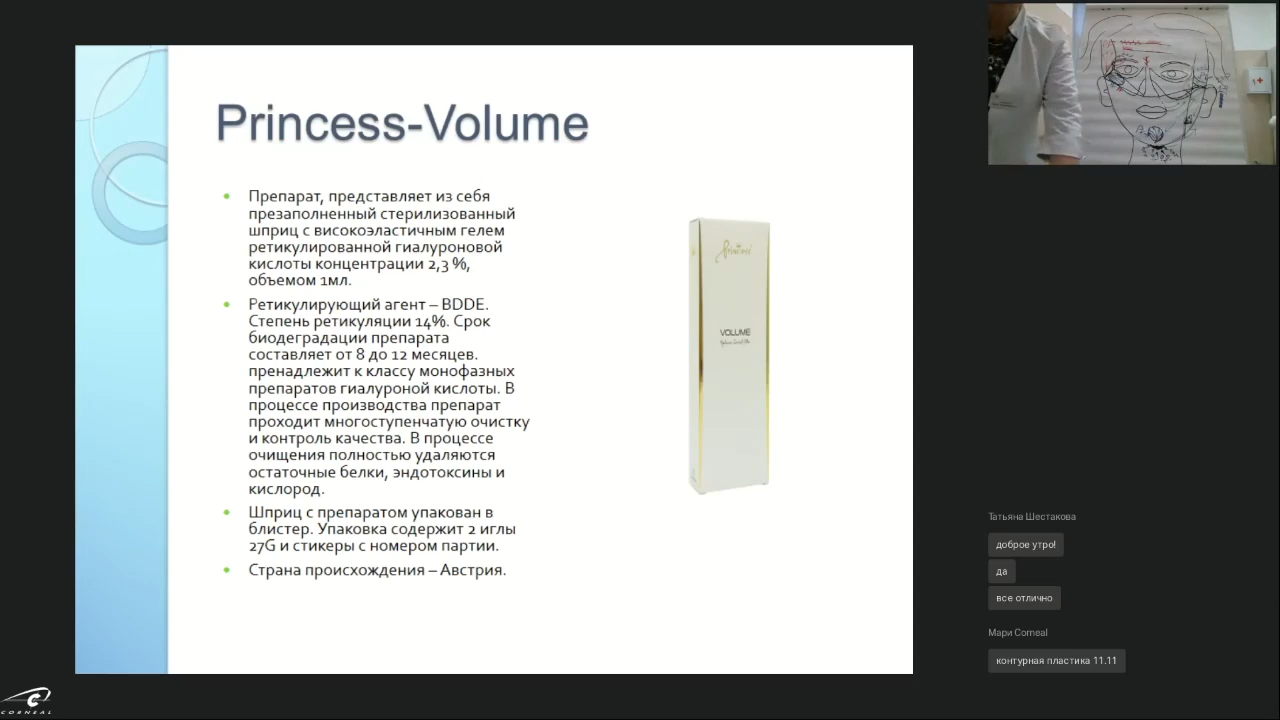 Princess-Volume
Препарат, представляет из себя
презаполненный стерилизованный
шприц с високоэластичным гелем
ретикулированной гиалуроновой
кислоты концентрации 2,3 %,
объемом 1мл.
Ретикулирующий агент – BDDE.
Степень ретикуляции 14%. Срок
биодеградации препарата
составляет от 8 до 12 месяцев.
пренадлежит к классу монофазных
препаратов гиалуроной кислоты. В
процессе производства препарат
проходит многоступенчатую очистку
и контроль качества. В процессе
очищения полностью удаляются
остаточные белки, эндотоксины и
кислород.
Шприц с препаратом упакован в
блистер. Упаковка содержит 2 иглы
27G и стикеры с номером партии.
Страна происхождения – Австрия.
Princess
VOLUME
Татьяна Шестакова
доброе утро!
да
все отлично
Мари Corneal
контурная пластика 11.11
CORNEAL